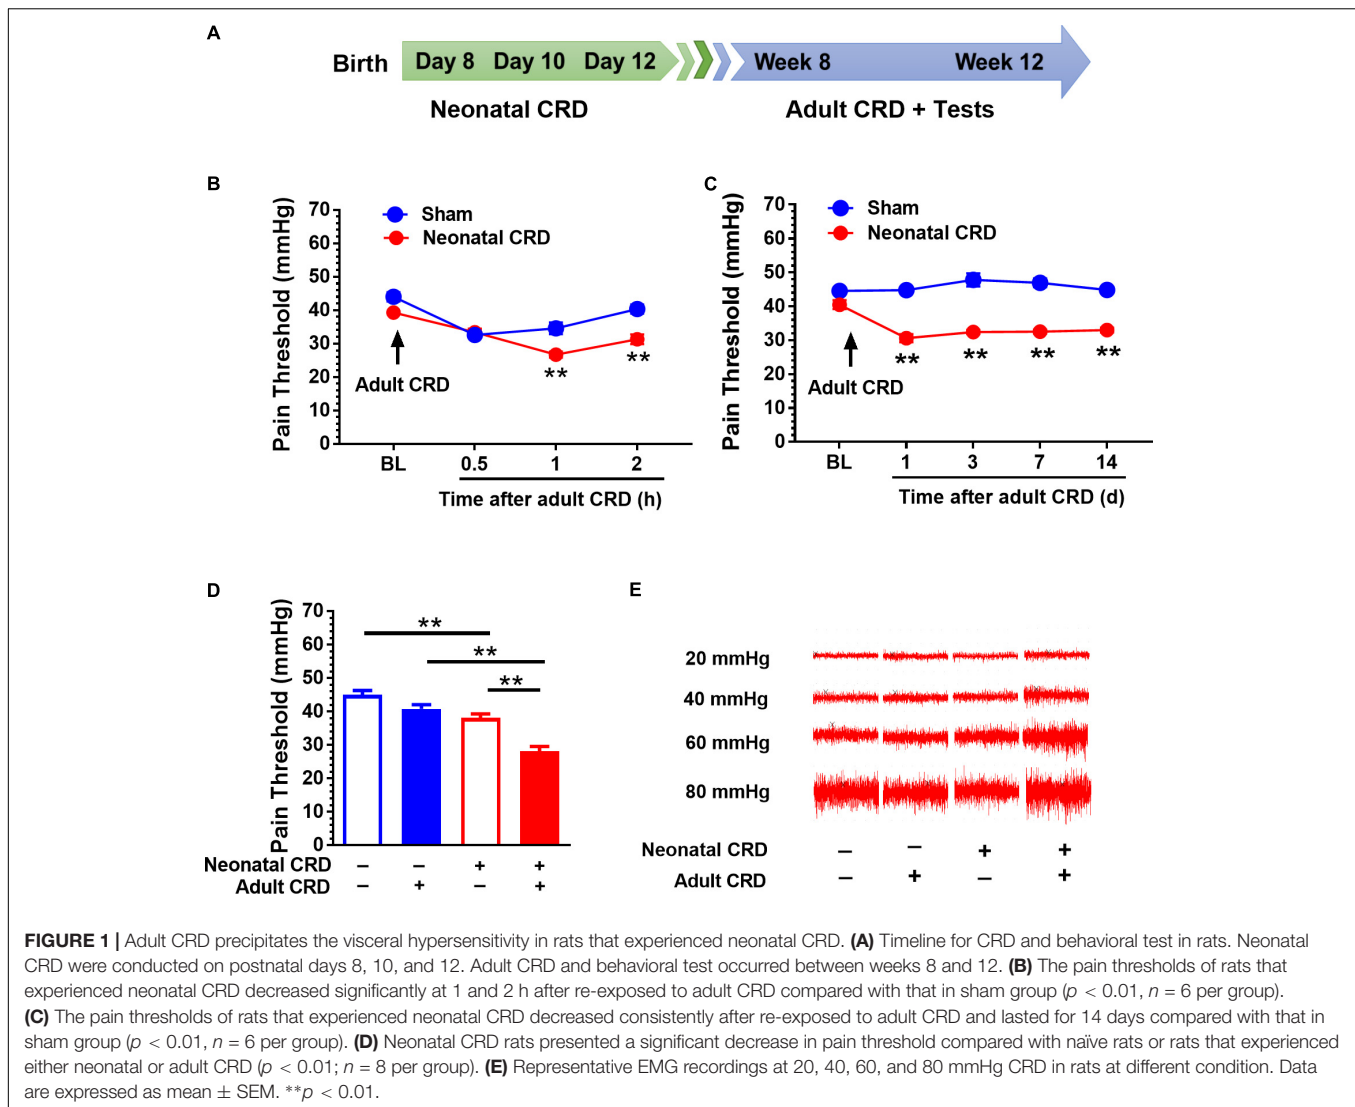 A
Birth
Day 8 Day 10 Day 12
Week 8 Week 12
Neonatal CRD
Adult CRD + Tests
B
Pain Threshold (mmHg)
70
60
50
40
30
20
10
0
Sham
Neonatal CRD
Adult CRD
**
**
BL 0.5 1 2
Time after adult CRD (h)
C
Pain Threshold (mmHg)
70
60
50
40
30
20
10
0
Sham
Neonatal CRD
Adult CRD
** ** ** **
BL 1 3 7 14
Time after adult CRD (d)
D
Pain Threshold (mmHg)
70
60
50
40
30
20
10
0
**
**
**
Neonatal CRD – – + +
Adult CRD – + – +
E
20 mmHg
40 mmHg
60 mmHg
80 mmHg
Neonatal CRD – – + +
Adult CRD – + – +
FIGURE 1 | Adult CRD precipitates the visceral hypersensitivity in rats that experienced neonatal CRD. (A) Timeline for CRD and behavioral test in rats. Neonatal
CRD were conducted on postnatal days 8, 10, and 12. Adult CRD and behavioral test occurred between weeks 8 and 12. (B) The pain thresholds of rats that
experienced neonatal CRD decreased significantly at 1 and 2 h after re-exposed to adult CRD compared with that in sham group (p < 0.01, n = 6 per group).
(C) The pain thresholds of rats that experienced neonatal CRD decreased consistently after re-exposed to adult CRD and lasted for 14 days compared with that in
sham group (p < 0.01, n = 6 per group). (D) Neonatal CRD rats presented a significant decrease in pain threshold compared with naïve rats or rats that experienced
either neonatal or adult CRD (p < 0.01; n = 8 per group). (E) Representative EMG recordings at 20, 40, 60, and 80 mmHg CRD in rats at different condition. Data
are expressed as mean ± SEM. **p < 0.01.